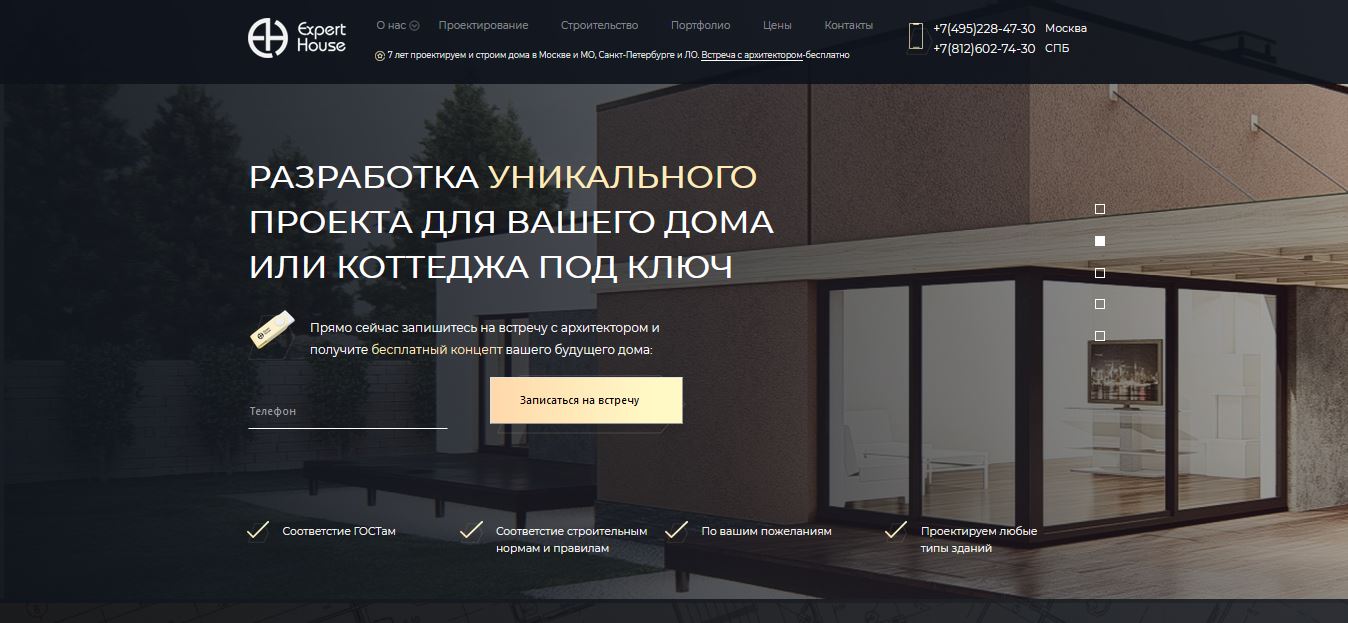 Expert
House
О нас
Проектирование
Строительство
Портфолио
Цены
Контакты
7 лет проектируем и строим дома в Москве и МО, Санкт-Петербурге и ЛО. Встреча с архитектором-бесплатно
+7(495)228-47-30 Москва
+7(812)602-74-30 СПБ
РАЗРАБОТКА УНИКАЛЬНОГО
ПРОЕКТА ДЛЯ ВАШЕГО ДОМА
ИЛИ КОТТЕДЖА ПОД КЛЮЧ
Прямо сейчас запишитесь на встречу с архитектором и
получите бесплатный концепт вашего будущего дома:
Телефон
Записаться на встречу
Соответстие ГОСТам
Соответстие строительным
нормам и правилам
По вашим пожеланиям
Проектируем любые
типы зданий